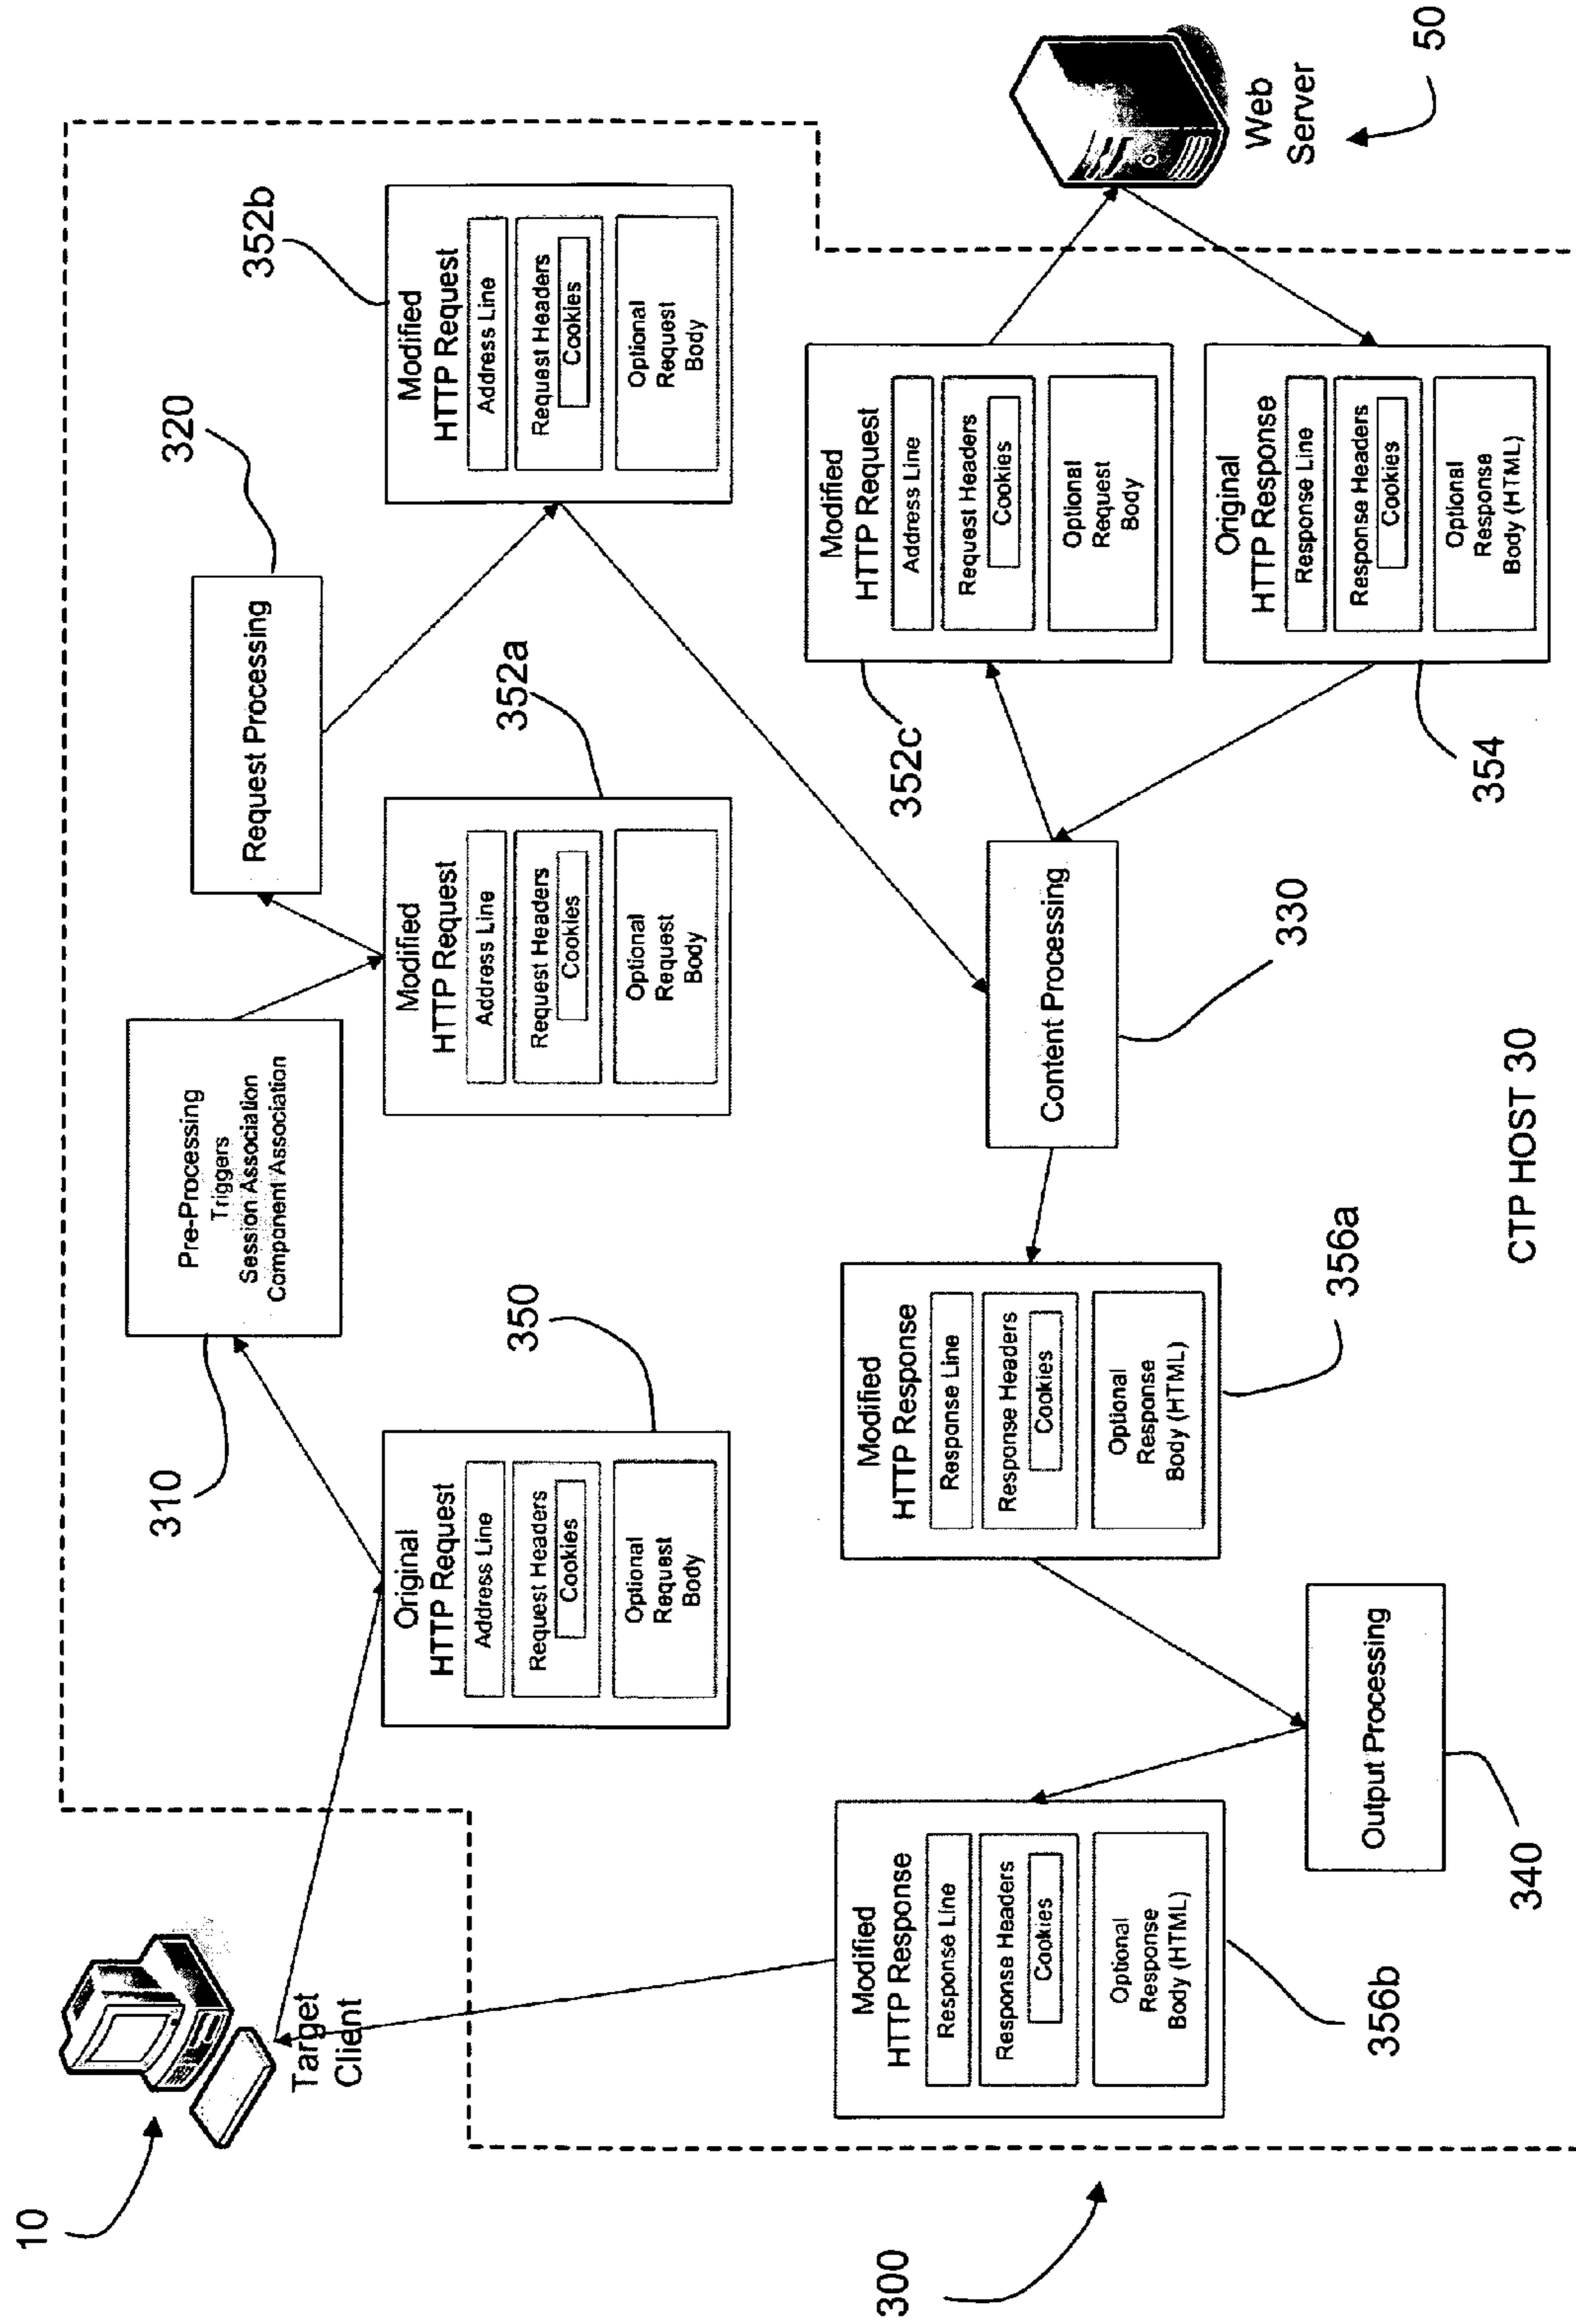 10
Target
Client
300
310
Pre-Processing
Triggers
Session Association
Component Association
320
Request Processing
350
Original
HTTP Request
Address Line
Request Headers
Cookies
Optional
Request
Body
352a
Modified
HTTP Request
Address Line
Request Headers
Cookies
Optional
Request
Body
352b
Modified
HTTP Request
Address Line
Request Headers
Cookies
Optional
Request
Body
352c
Modified
HTTP Request
Address Line
Request Headers
Cookies
Optional
Request
Body
Web
Server
50
Original
HTTP Response
Response Line
Response Headers
Cookies
Optional
Response
Body (HTML)
354
Content Processing
330
Modified
HTTP Response
Response Line
Response Headers
Cookies
Optional
Response
Body (HTML)
356a
Output Processing
340
Modified
HTTP Response
Response Line
Response Headers
Cookies
Optional
Response
Body (HTML)
356b
CTP HOST 30